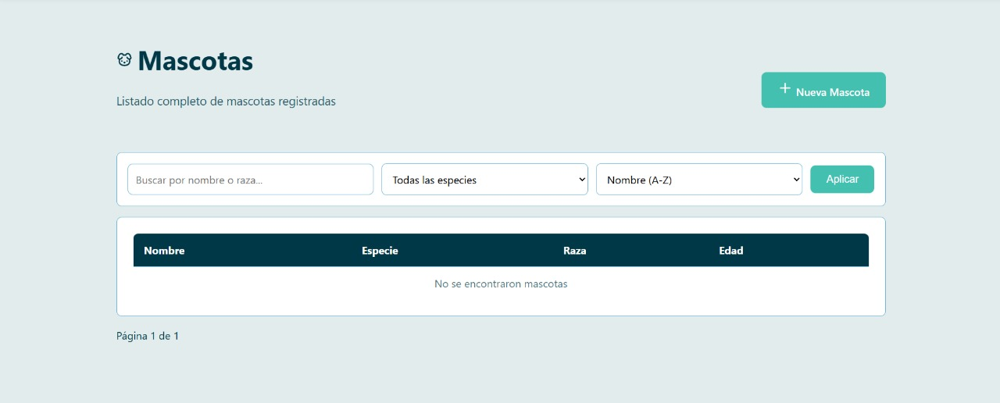 Mascotas
Listado completo de mascotas registradas
+ Nueva Mascota
Buscar por nombre o raza...
Todas las especies
Nombre (A-Z)
Aplicar
Nombre Especie Raza Edad
No se encontraron mascotas
Página 1 de 1